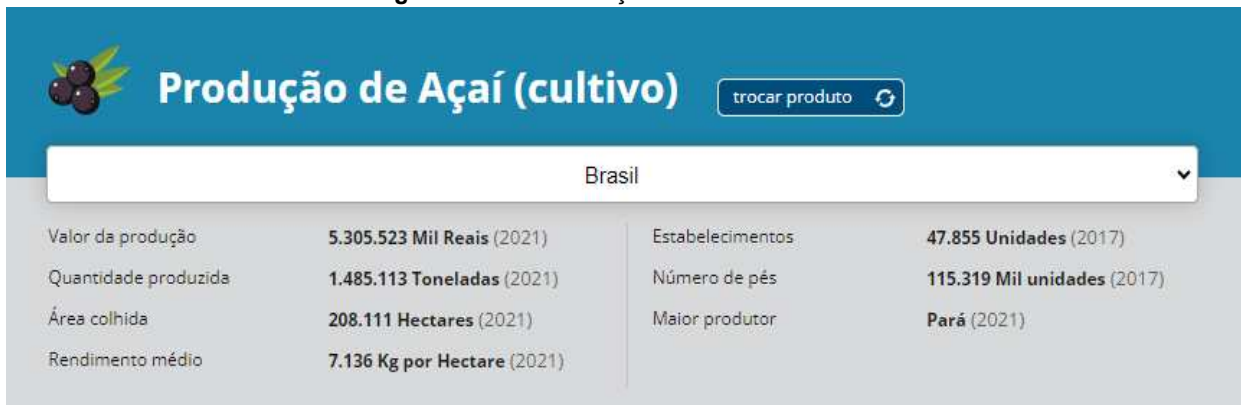 Produção de Açaí (cultivo)
trocar produto
Brasil
Valor da produção 5.305.523 Mil Reais (2021)
Quantidade produzida 1.485.113 Toneladas (2021)
Área colhida 208.111 Hectares (2021)
Rendimento médio 7.136 Kg por Hectare (2021)
Estabelecimentos 47.855 Unidades (2017)
Número de pés 115.319 Mil unidades (2017)
Maior produtor Pará (2021)